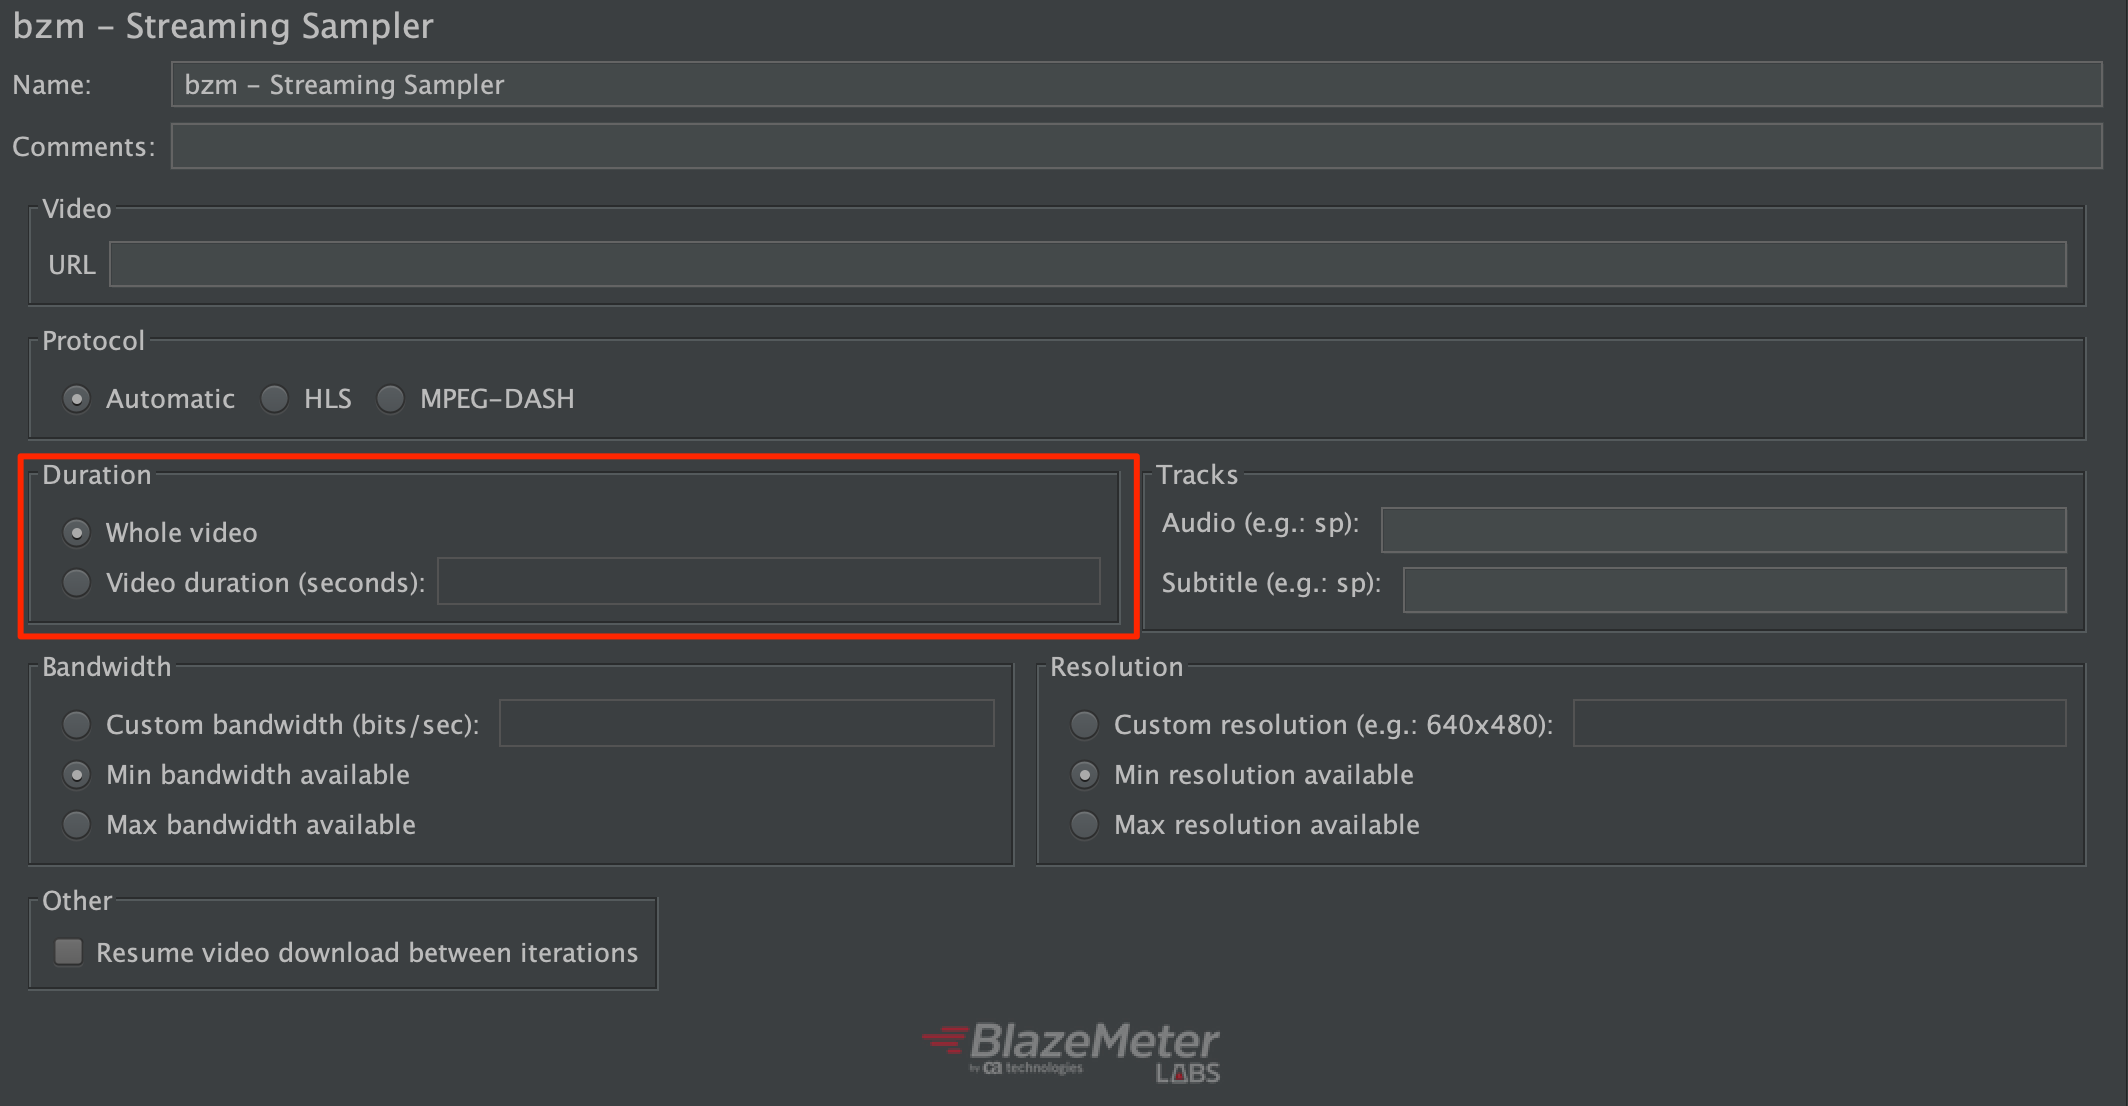 bzm – Streaming Sampler
Name: bzm – Streaming Sampler
Comments:
Video
URL
Protocol
Automatic HLS MPEG–DASH
Duration
Whole video
Video duration (seconds):
Tracks
Audio (e.g.: sp):
Subtitle (e.g.: sp):
Bandwidth
Custom bandwidth (bits/sec):
Min bandwidth available
Max bandwidth available
Resolution
Custom resolution (e.g.: 640x480):
Min resolution available
Max resolution available
Other
Resume video download between iterations
BlazeMeter
by ca technologies
LABS